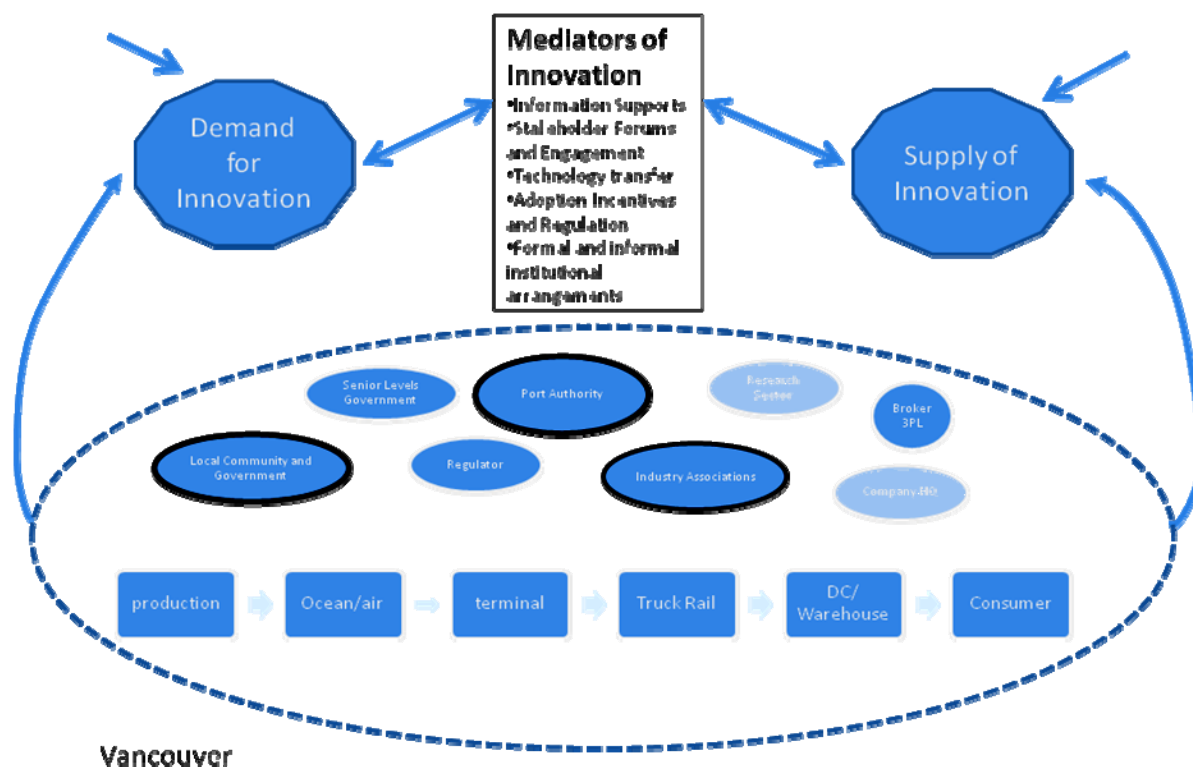 Mediators of
Innovation
•Information Supports
•Stakeholder Forums
and Engagement
•Technology transfer
•Adoption Incentives
and Regulation
•Formal and informal
institutional
arrangements
Demand
for
Innovation
Supply of
Innovation
Senior Levels
Government
Port Authority
Research
Sector
Broker
3PL
Local Community and
Government
Regulator
Industry Associations
Company HQ
production
Ocean/air
terminal
Truck Rail
DC/
Warehouse
Consumer
Vancouver